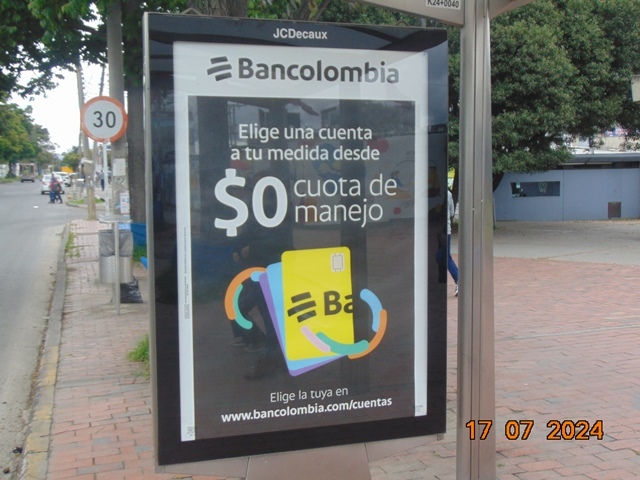 K24+0040
JCDecaux
Bancolombia
30
Elige una cuenta
a tu medida desde
$0 cuota de
manejo
Ba
Elige la tuya en
www.bancolombia.com/cuentas
17 07 2024